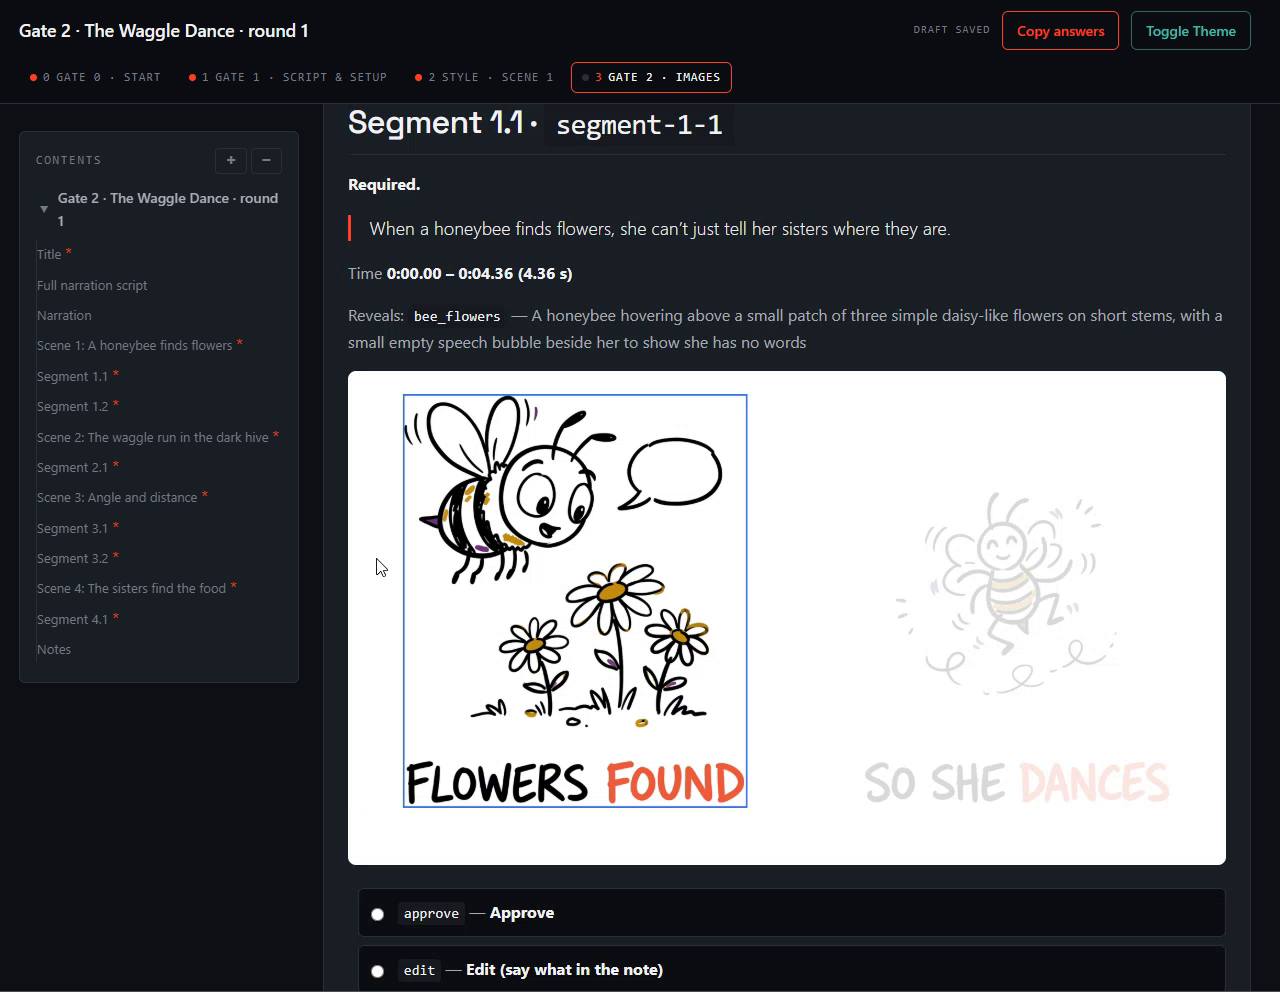 Gate 2 · The Waggle Dance · round 1
DRAFT SAVED
Copy answers
Toggle Theme
0 GATE 0 · START
1 GATE 1 · SCRIPT & SETUP
2 STYLE · SCENE 1
3 GATE 2 · IMAGES
CONTENTS
+
−
Gate 2 · The Waggle Dance · round
1
Title *
Full narration script
Narration
Scene 1: A honeybee finds flowers *
Segment 1.1 *
Segment 1.2 *
Scene 2: The waggle run in the dark hive *
Segment 2.1 *
Scene 3: Angle and distance *
Segment 3.1 *
Segment 3.2 *
Scene 4: The sisters find the food *
Segment 4.1 *
Notes
Segment 1.1 · segment-1-1
Required.
When a honeybee finds flowers, she can’t just tell her sisters where they are.
Time 0:00.00 – 0:04.36 (4.36 s)
Reveals: bee_flowers — A honeybee hovering above a small patch of three simple daisy-like flowers on short stems, with a
small empty speech bubble beside her to show she has no words
FLOWERS FOUND
SO SHE DANCES
approve — Approve
edit — Edit (say what in the note)